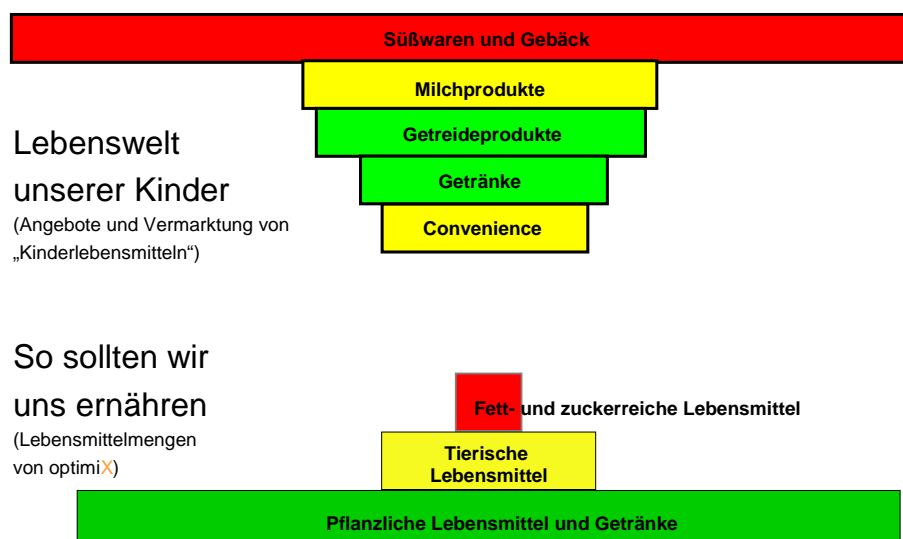 Süßwaren und Gebäck
Milchprodukte
Getreideprodukte
Getränke
Convenience
Lebenswelt
unserer Kinder
(Angebote und Vermarktung von
„Kinderlebensmitteln“)
So sollten wir
uns ernähren
(Lebensmittelmengen
von optimiX)
Fett- und zuckerreiche Lebensmittel
Tierische
Lebensmittel
Pflanzliche Lebensmittel und Getränke